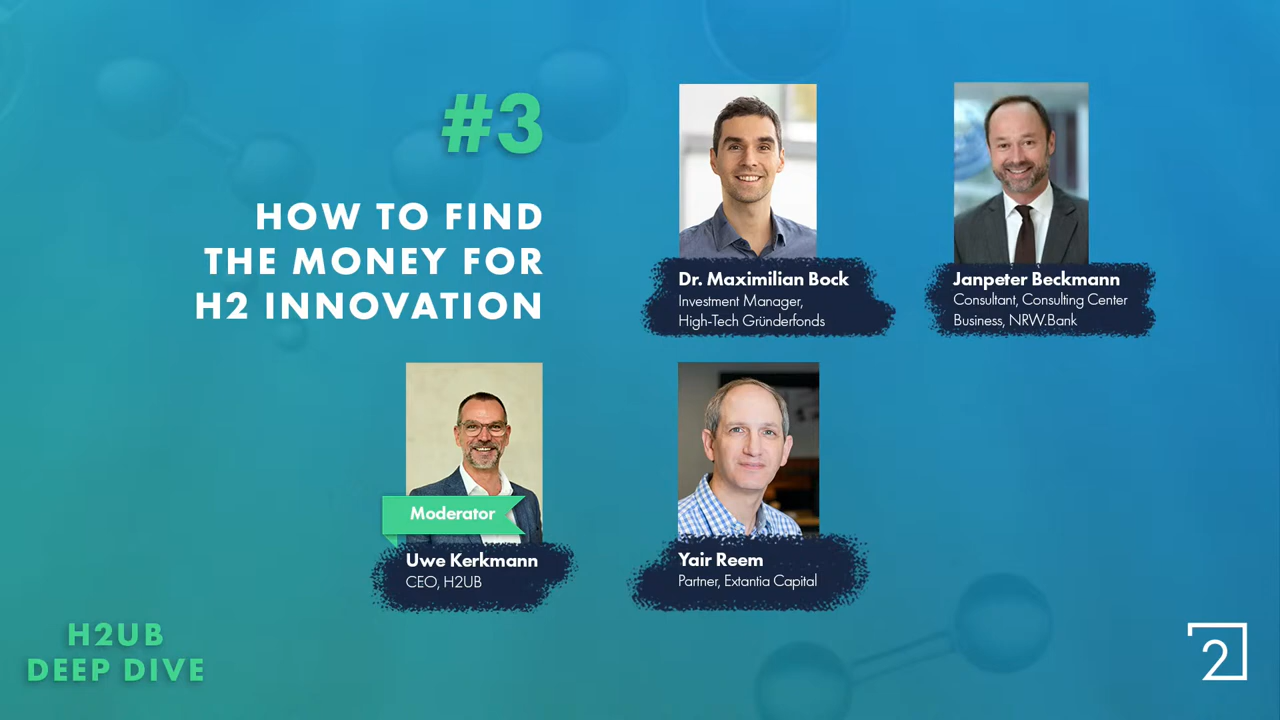 #3
HOW TO FIND
THE MONEY FOR
H2 INNOVATION
Dr. Maximilian Bock
Investment Manager,
High-Tech Gründerfonds
Janpeter Beckmann
Consultant, Consulting Center
Business, NRW.Bank
Moderator
Uwe Kerkmann
CEO, H2UB
Yair Reem
Partner, Extantia Capital
H2UB
DEEP DIVE
2